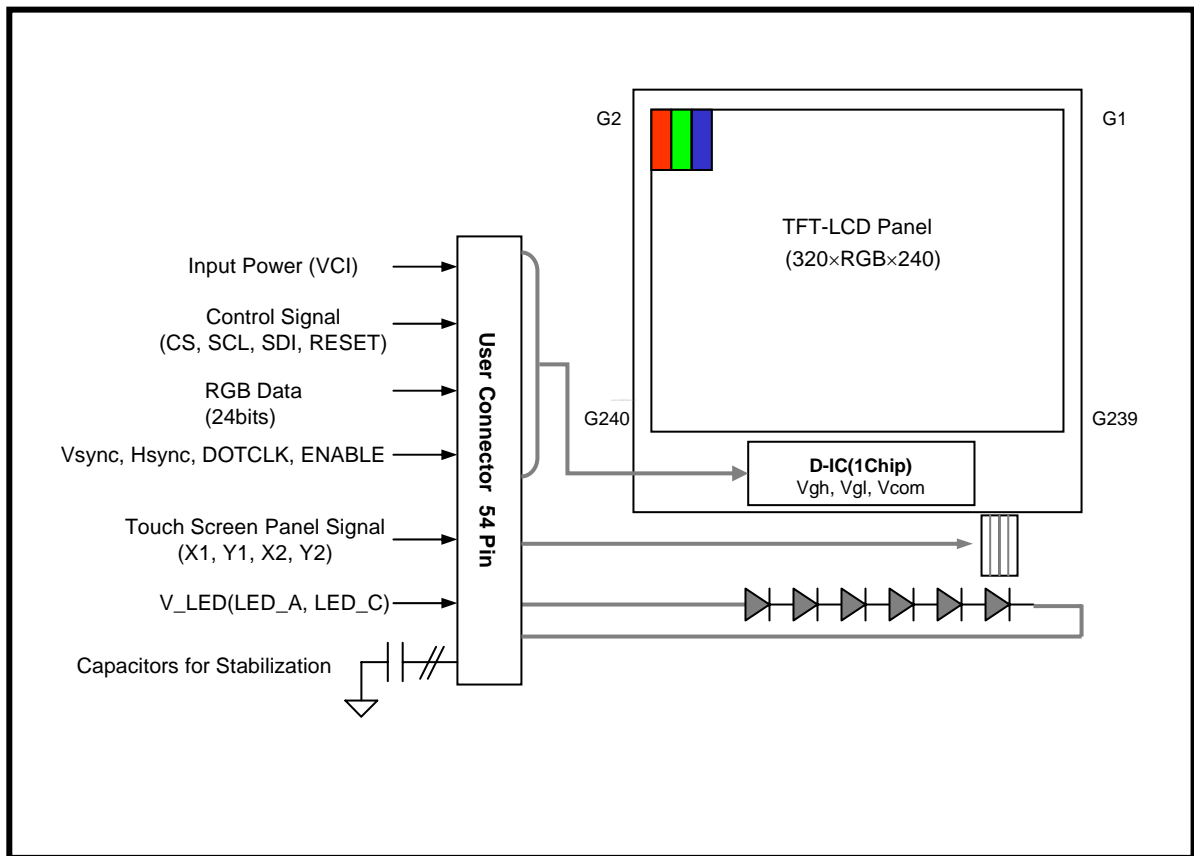 G2
G1
TFT-LCD Panel
(320×RGB×240)
Input Power (VCI)
Control Signal
(CS, SCL, SDI, RESET)
User Connector 54 Pin
RGB Data
(24bits)
G240
G239
Vsync, Hsync, DOTCLK, ENABLE
D-IC(1Chip)
Vgh, Vgl, Vcom
Touch Screen Panel Signal
(X1, Y1, X2, Y2)
V_LED(LED_A, LED_C)
Capacitors for Stabilization